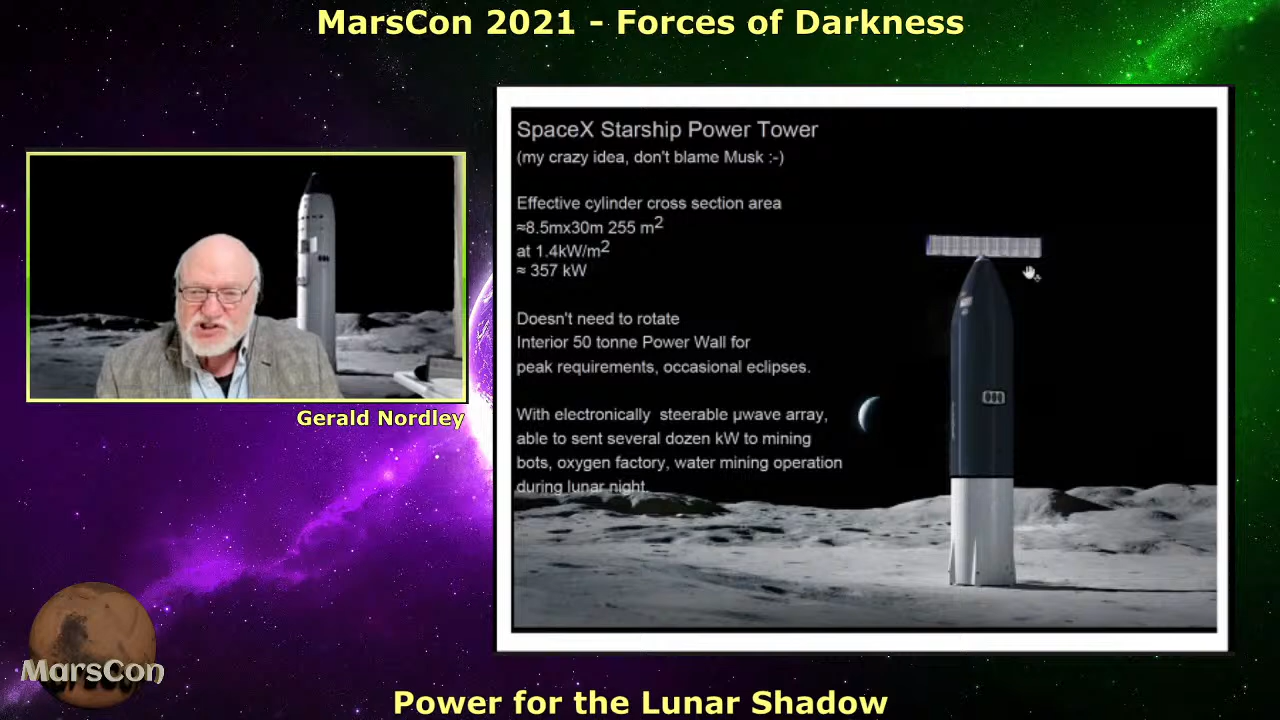 MarsCon 2021 - Forces of Darkness
SpaceX Starship Power Tower
(my crazy idea, don't blame Musk :-)
Effective cylinder cross section area
≈8.5mx30m 255 m2
at 1.4kW/m2
≈ 357 kW
Doesn't need to rotate
Interior 50 tonne Power Wall for
peak requirements, occasional eclipses.
With electronically steerable µwave array,
able to sent several dozen kW to mining
bots, oxygen factory, water mining operation
during lunar night.
Gerald Nordley
MarsCon
Power for the Lunar Shadow